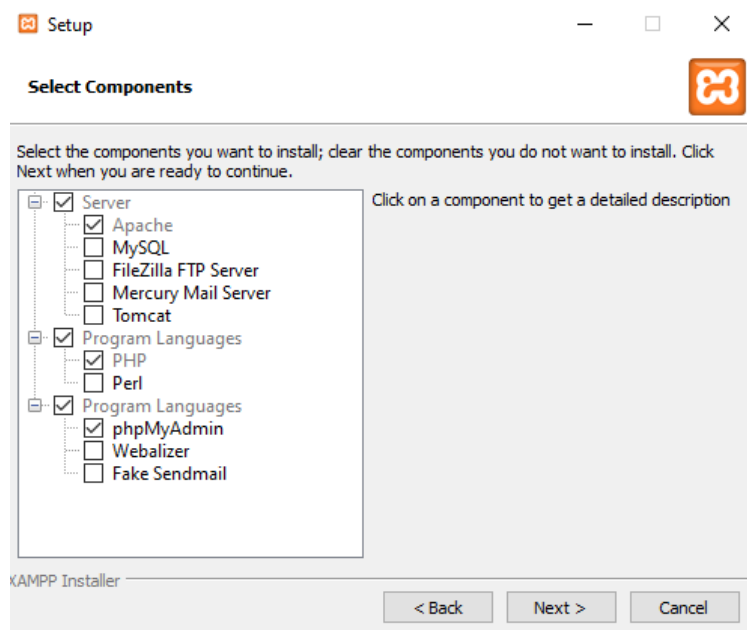 Setup
Select Components
Select the components you want to install; clear the components you do not want to install. Click
Next when you are ready to continue.
Server
Apache
MySQL
FileZilla FTP Server
Mercury Mail Server
Tomcat
Program Languages
PHP
Perl
Program Languages
phpMyAdmin
Webalizer
Fake Sendmail
Click on a component to get a detailed description
XAMPP Installer
< Back
Next >
Cancel